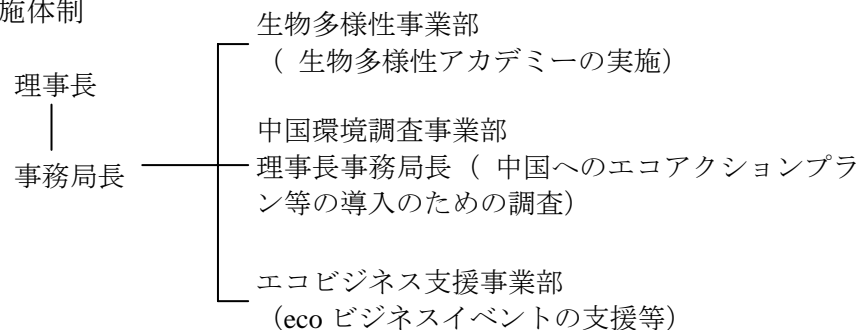 施体制
生物多様性事業部
（ 生物多様性アカデミーの実施）
理事長
中国環境調査事業部
事務局長
理事長事務局長（ 中国へのエコアクションプラ
ン等の導入のための調査）
エコビジネス支援事業部
（eco ビジネスイベントの支援等）